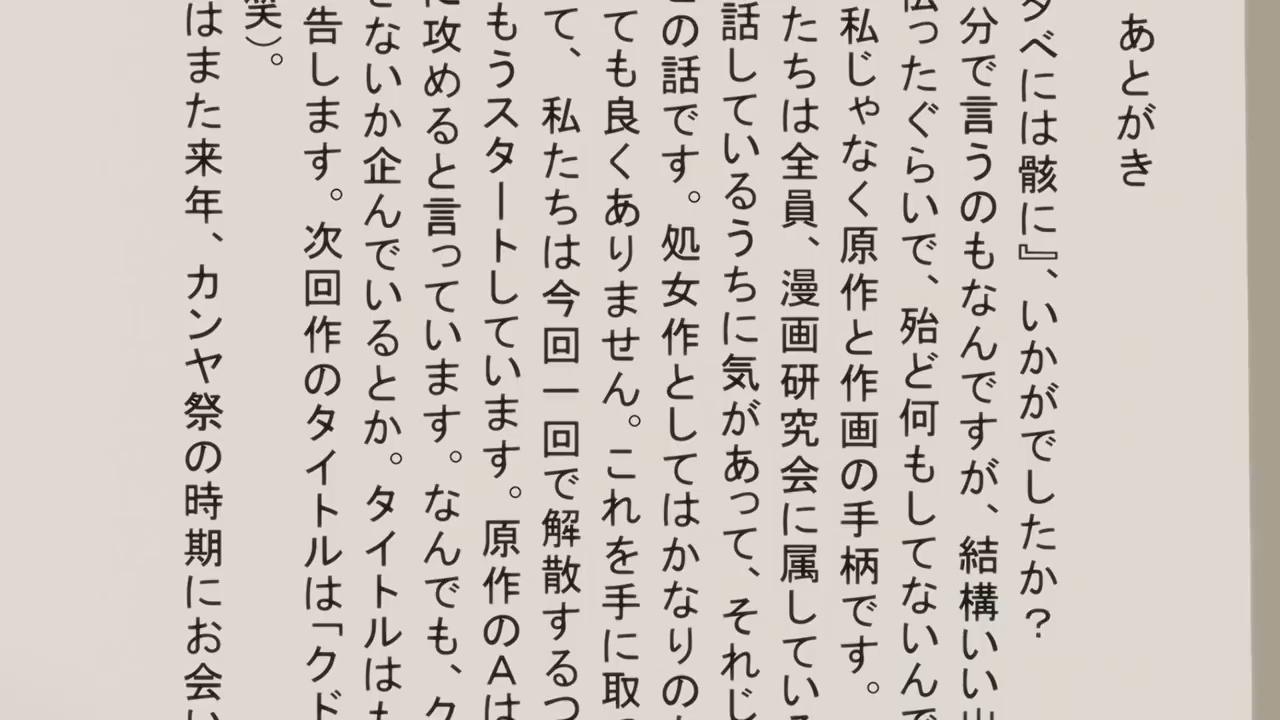 あとがき
タベには骸に』、いかがでしたか？
分で言うのもなんですが、結構いい
伝ったぐらいで、殆ど何もしてないんで
私じゃなく原作と作画の手柄です。
たちは全員、漫画研究会に属している
話しているうちに気があって、それじ
この話です。処女作としてはかなりの
ても良くありません。これを手に取っ
て、私たちは今回一回で解散するつ
もうスタートしています。原作のAは
に攻めると言っています。なんでも、ク
きないか企んでいるとか。タイトルはも
告します。次回作のタイトルは「クド
笑）。
はまた来年、カンヤ祭の時期にお会い